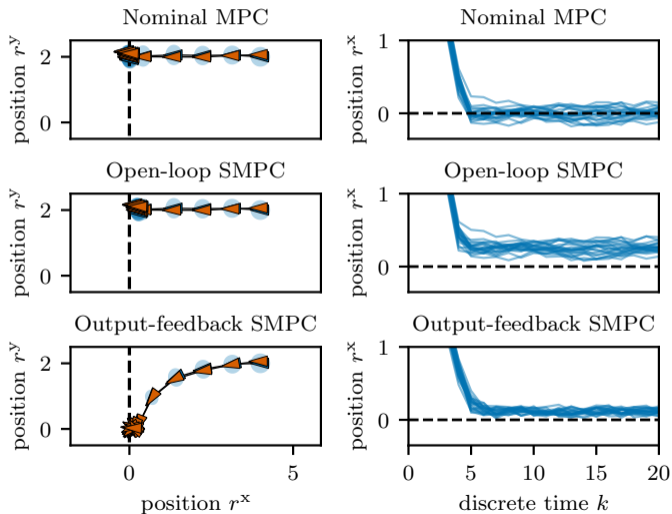 Nominal MPC
position r^y
2
0
position r^x
1
0
Open-loop SMPC
position r^y
2
0
position r^x
1
0
Output-feedback SMPC
position r^y
2
0
0 5
position r^x
Nominal MPC
Open-loop SMPC
Output-feedback SMPC
position r^x
1
0
0 5 10 15 20
discrete time k